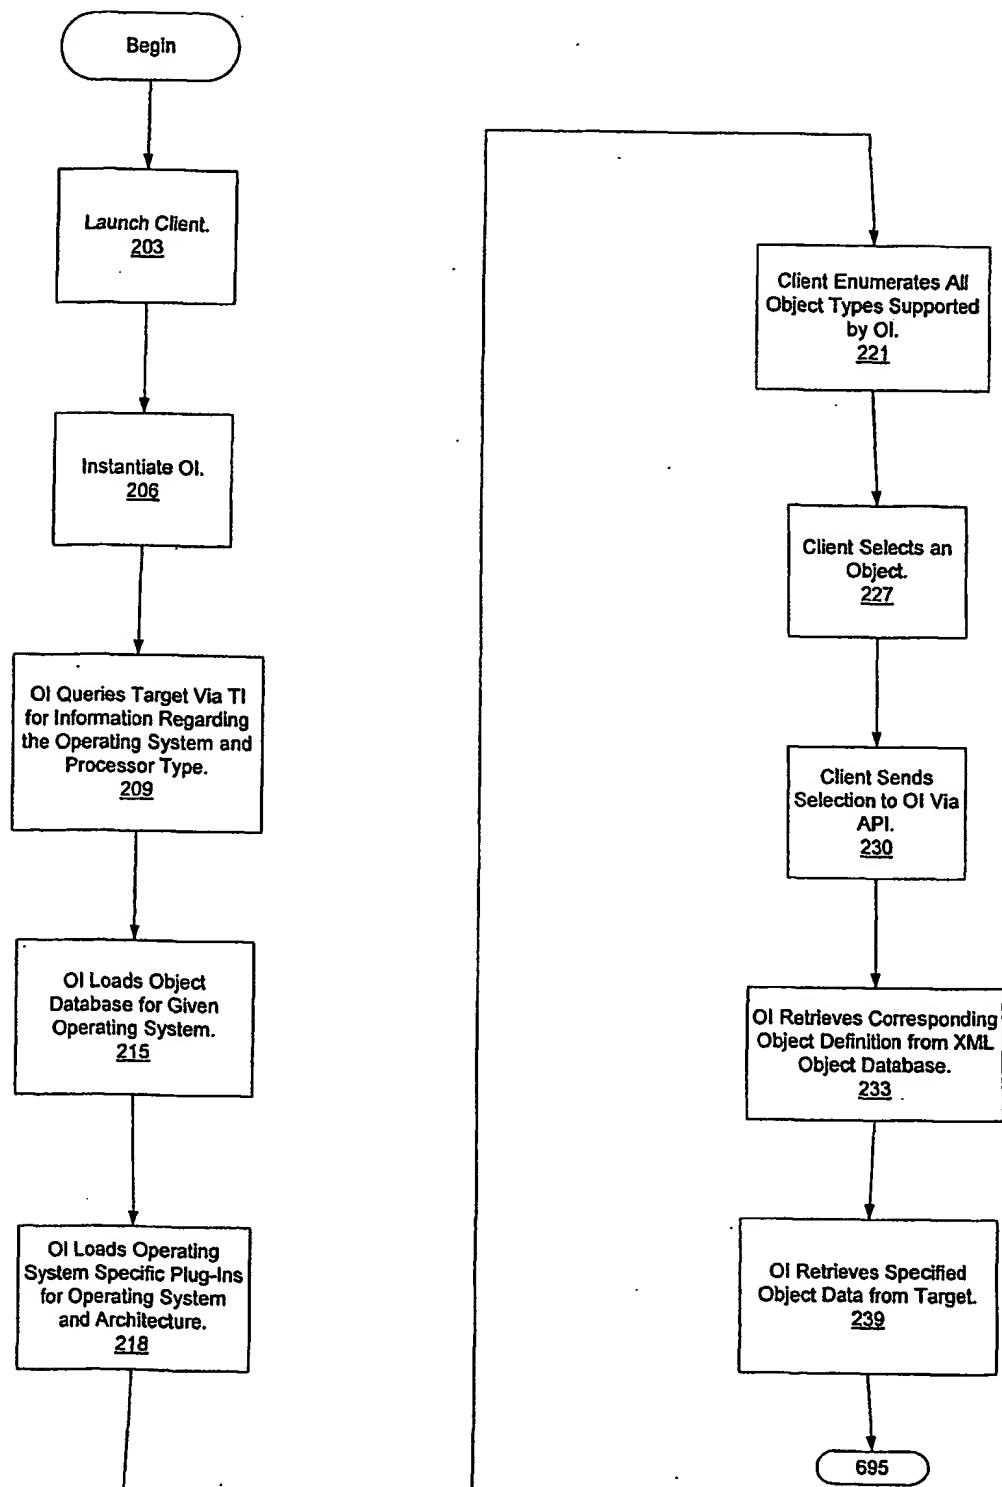 Begin
Launch Client.
203
Instantiate OI.
206
OI Queries Target Via TI
for Information Regarding
the Operating System and
Processor Type.
209
OI Loads Object
Database for Given
Operating System.
215
OI Loads Operating
System Specific Plug-Ins
for Operating System
and Architecture.
218
Client Enumerates All
Object Types Supported
by OI.
221
Client Selects an
Object.
227
Client Sends
Selection to OI Via
API.
230
OI Retrieves Corresponding
Object Definition from XML
Object Database.
233
OI Retrieves Specified
Object Data from Target.
239
695